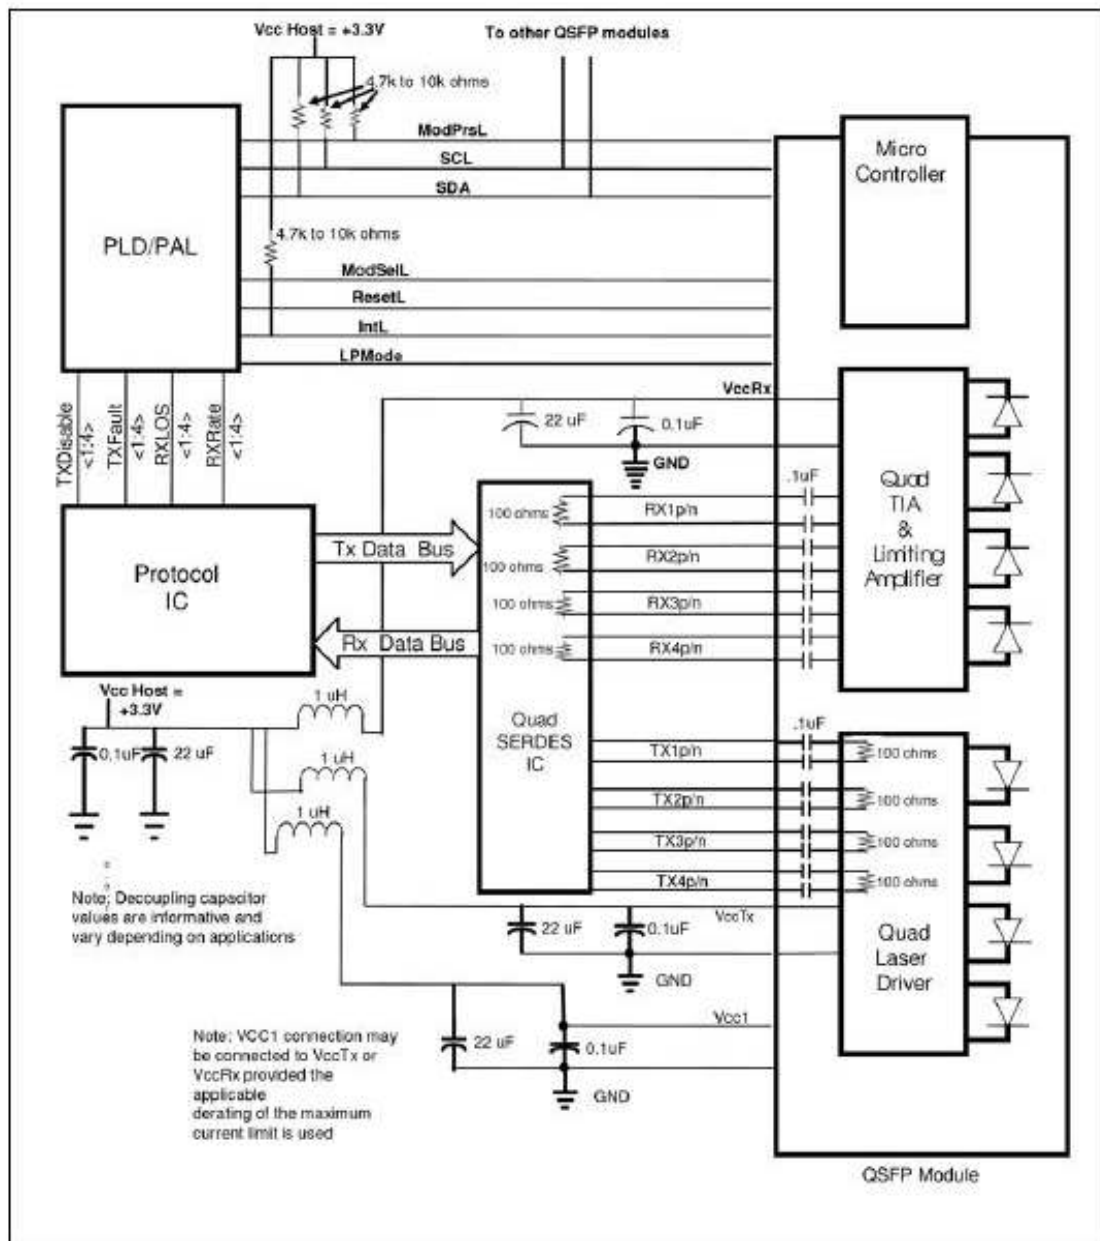 Vcc Host = +3.3V
To other QSFP modules
4.7k to 10k ohms
ModPrsL
SCL
SDA
Micro
Controller
PLD/PAL
4.7k to 10k ohms
ModSelL
ResetL
IntL
LPMode
TXDisable
<1:4>
TXFault
<1:4>
RXLOS
<1:4>
RXRate
<1:4>
VccRx
22 uF
0.1uF
GND
.1uF
Quad
TIA
&
Limiting
Amplifier
100 ohms
RX1p/n
100 ohms
RX2p/n
100 ohms
RX3p/n
100 ohms
RX4p/n
Tx Data Bus
Protocol
IC
Rx Data Bus
Vcc Host =
+3.3V
0.1uF
22 uF
1 uH
1 uH
1 uH
Quad
SERDES
IC
.1uF
TX1p/n
100 ohms
TX2p/n
100 ohms
TX3p/n
100 ohms
TX4p/n
100 ohms
Note: Decoupling capacitor
values are informative and
vary depending on applications
VccTx
22 uF
0.1uF
GND
Quad
Laser
Driver
Vcc1
Note: VCC1 connection may
be connected to VccTx or
VccRx provided the
applicable
derating of the maximum
current limit is used
22 uF
0.1uF
GND
QSFP Module